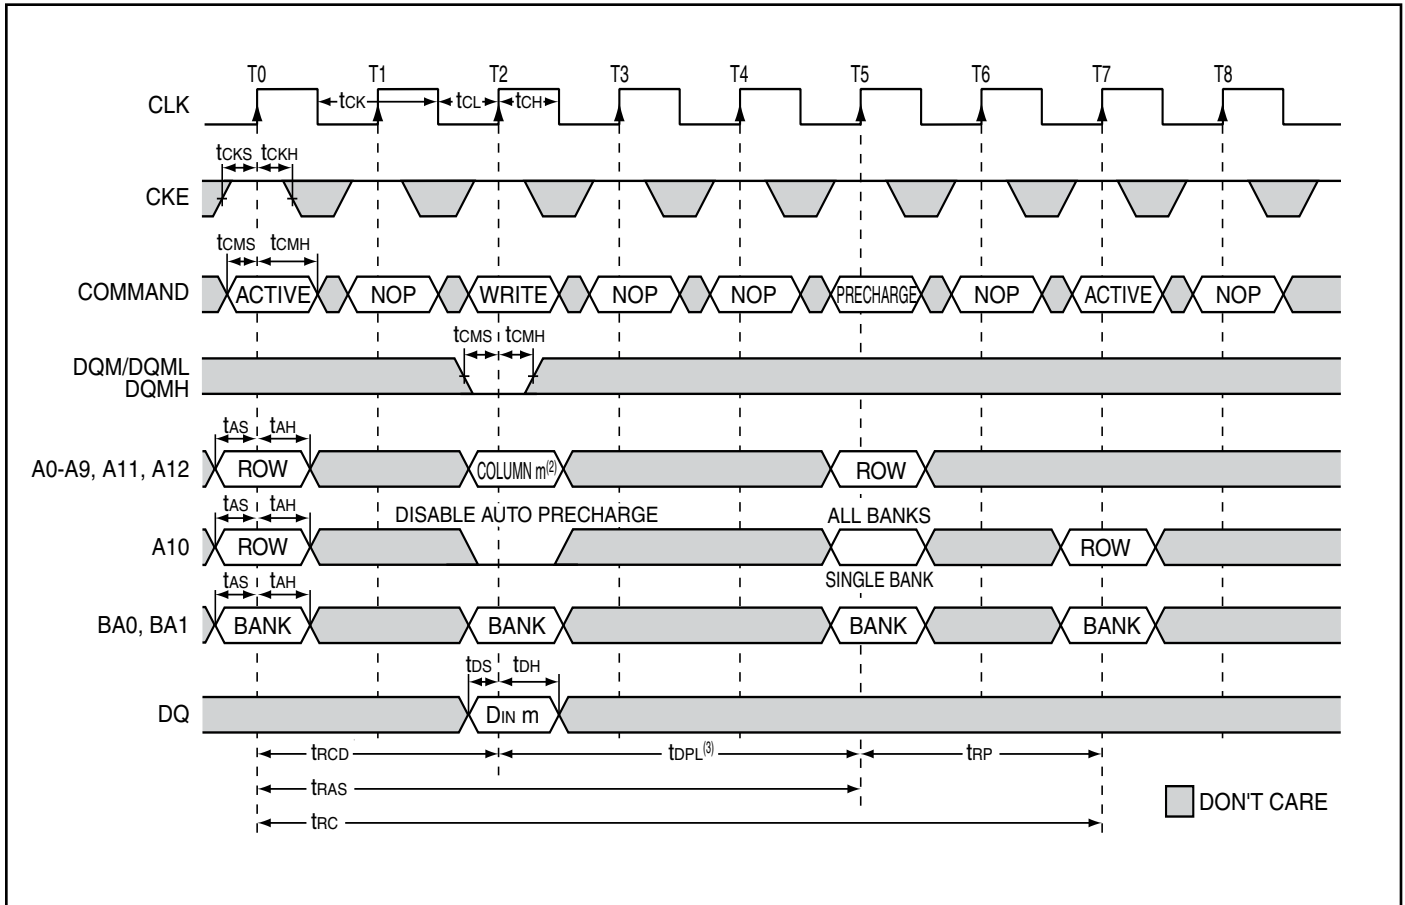 T0 T1 T2 T3 T4 T5 T6 T7 T8
CLK tCK tCL tCH
tCKS tCKH
CKE
tCMS tCMH
COMMAND ACTIVE NOP WRITE NOP NOP PRECHARGE NOP ACTIVE NOP
tCMS tCMH
DQM/DQML
DQMH
tAS tAH
A0-A9, A11, A12 ROW COLUMN m(2) ROW
tAS tAH DISABLE AUTO PRECHARGE ALL BANKS
A10 ROW ROW
tAS tAH SINGLE BANK
BA0, BA1 BANK BANK BANK BANK
tDS tDH
DQ DIN m
tRCD tDPL(3) tRP
tRAS
DON'T CARE
tRC